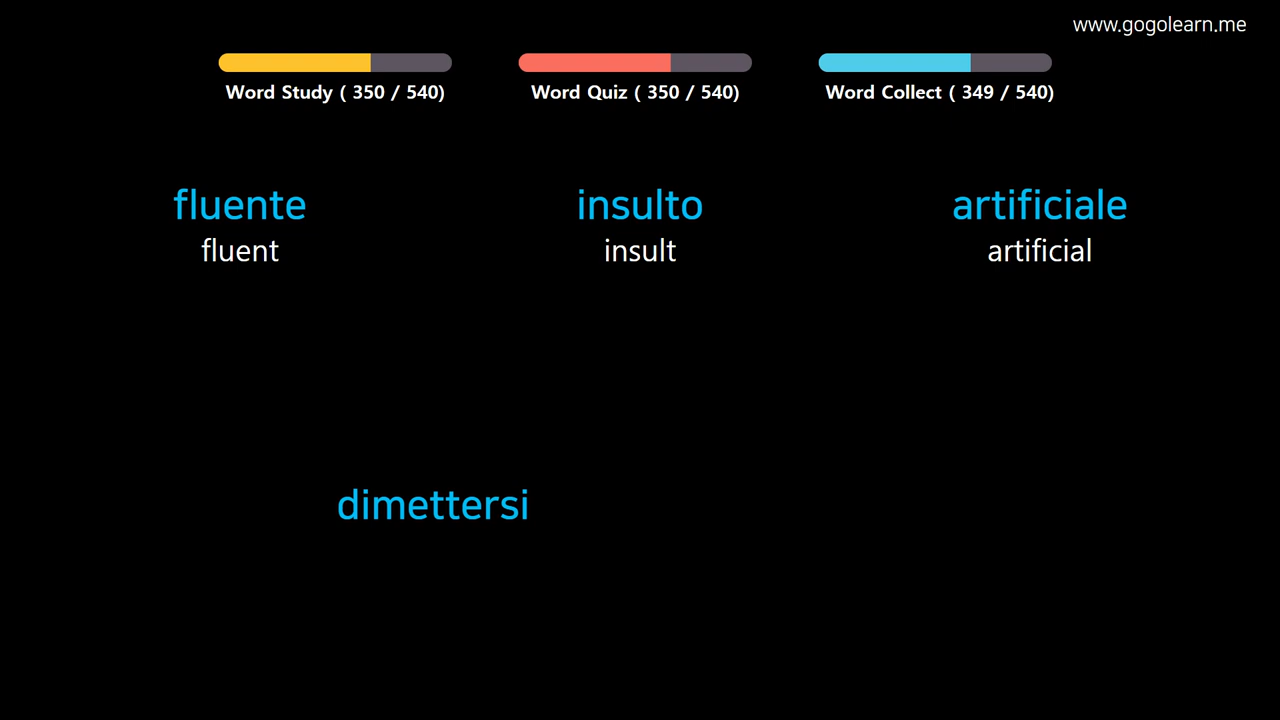 www.gogolearn.me
Word Study ( 350 / 540)
Word Quiz ( 350 / 540)
Word Collect ( 349 / 540)
fluente
fluent
insulto
insult
artificiale
artificial
dimettersi